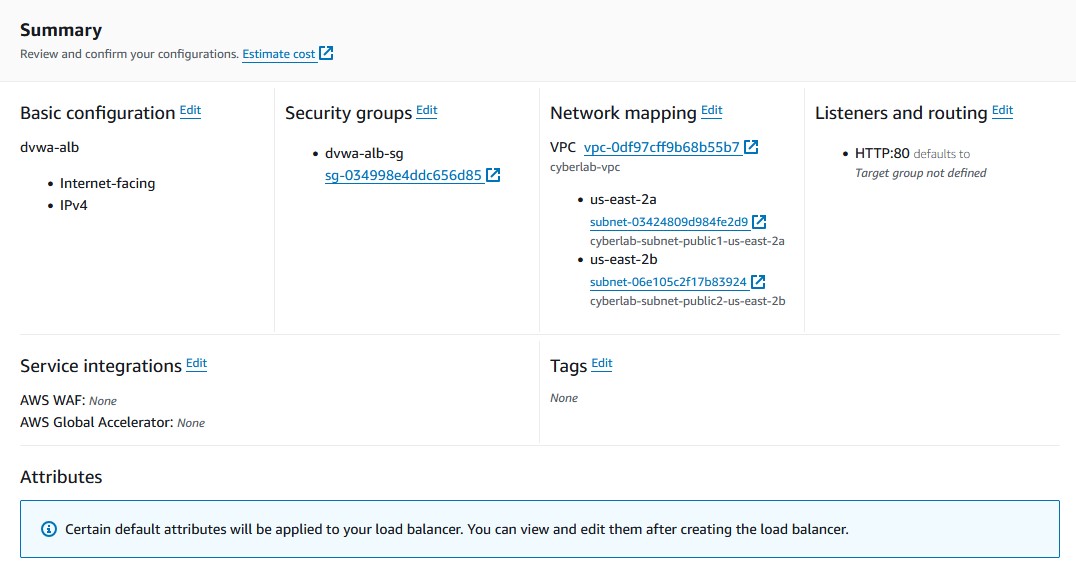 Summary
Review and confirm your configurations. Estimate cost
Basic configuration Edit
dvwa-alb
Internet-facing
IPv4
Security groups Edit
dvwa-alb-sg
sg-034998e4ddc656d85
Network mapping Edit
VPC vpc-0df97cff9b68b55b7
cyberlab-vpc
us-east-2a
subnet-03424809d984fe2d9
cyberlab-subnet-public1-us-east-2a
us-east-2b
subnet-06e105c2f17b83924
cyberlab-subnet-public2-us-east-2b
Listeners and routing Edit
HTTP:80 defaults to
Target group not defined
Service integrations Edit
AWS WAF: None
AWS Global Accelerator: None
Tags Edit
None
Attributes
Certain default attributes will be applied to your load balancer. You can view and edit them after creating the load balancer.